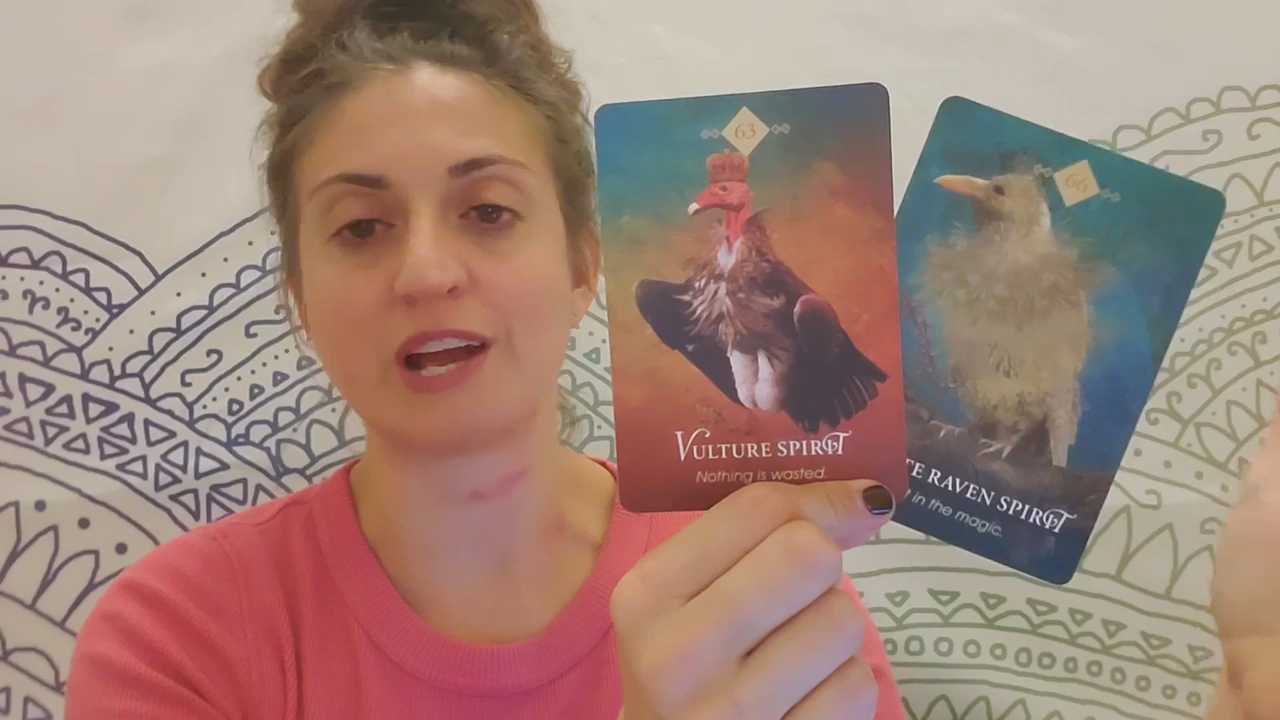 63
VULTURE SPIRIT
Nothing is wasted.
66
TE RAVEN SPIRIT
in the magic.